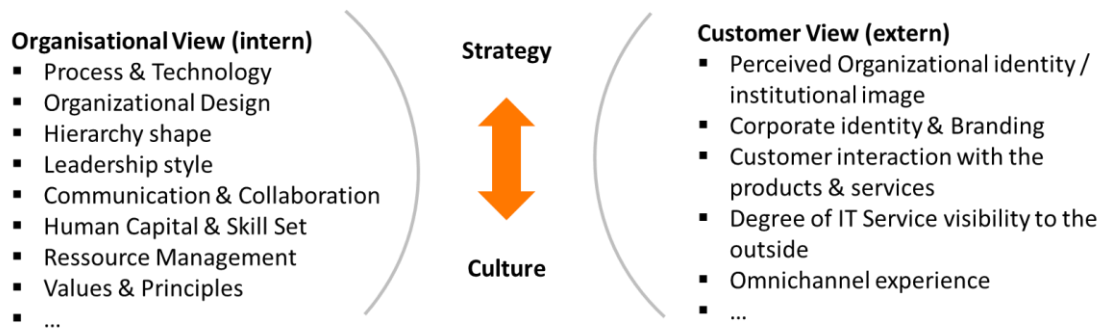 Organisational View (intern)
▪ Process & Technology
▪ Organizational Design
▪ Hierarchy shape
▪ Leadership style
▪ Communication & Collaboration
▪ Human Capital & Skill Set
▪ Ressource Management
▪ Values & Principles
▪ ...
Strategy
Culture
Customer View (extern)
▪ Perceived Organizational identity /
institutional image
▪ Corporate identity & Branding
▪ Customer interaction with the
products & services
▪ Degree of IT Service visibility to the
outside
▪ Omnichannel experience
▪ ...